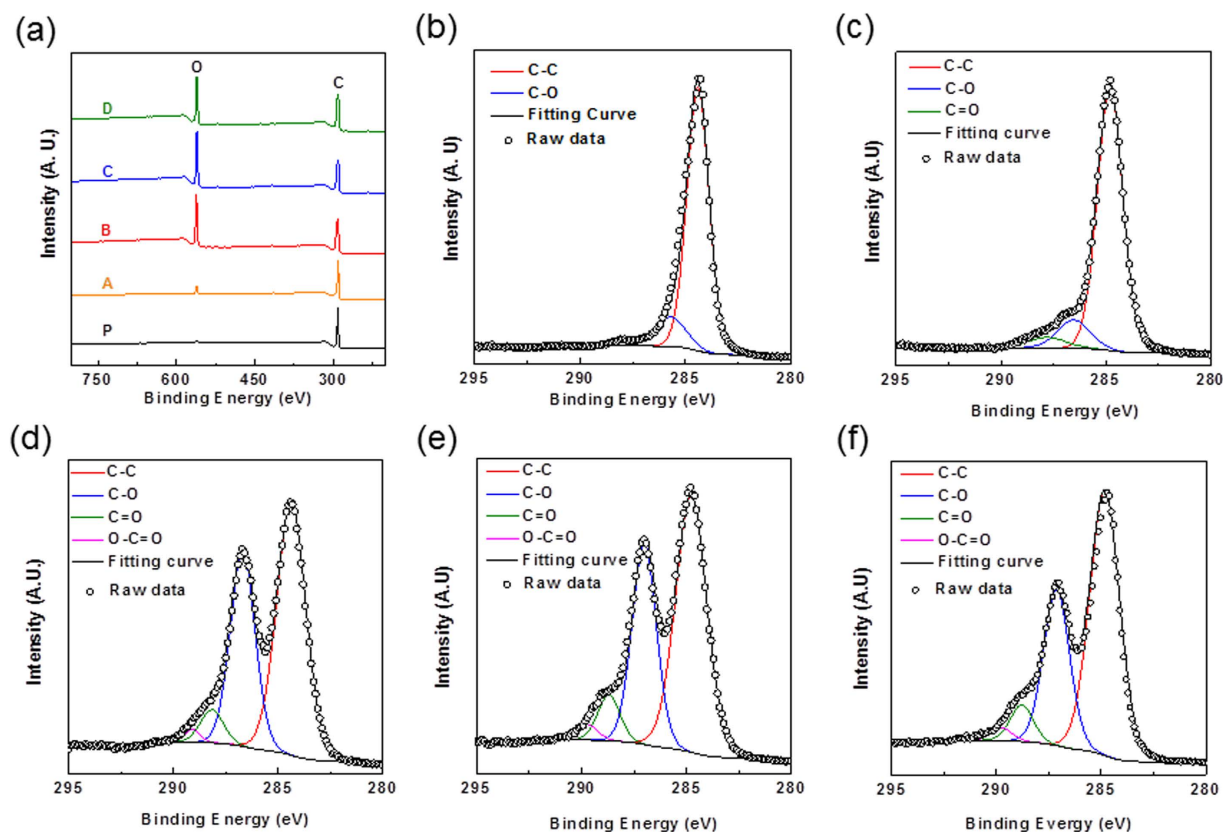 (a)
O
C
D
C
B
A
P
Intensity (A. U.)
750 600 450 300
Binding Energy (eV)
(b)
C-C
C-O
Fitting Curve
Raw data
Intensity (A.U)
295 290 285 280
Binding Energy (eV)
(c)
C-C
C-O
C=O
Fitting curve
Raw data
Intensity (A.U)
295 290 285 280
Binding Energy (eV)
(d)
C-C
C-O
C=O
O-C=O
Fitting curve
Raw data
Intensity (A.U.)
295 290 285 280
Binding Energy (eV)
(e)
C-C
C-O
C=O
O-C=O
Fitting curve
Raw data
Intensity (A.U.)
295 290 285 280
Binding Energy (eV)
(f)
C-C
C-O
C=O
O-C=O
Fitting curve
Raw data
Intensity (A.U.)
295 290 285 280
Binding Evergy (eV)